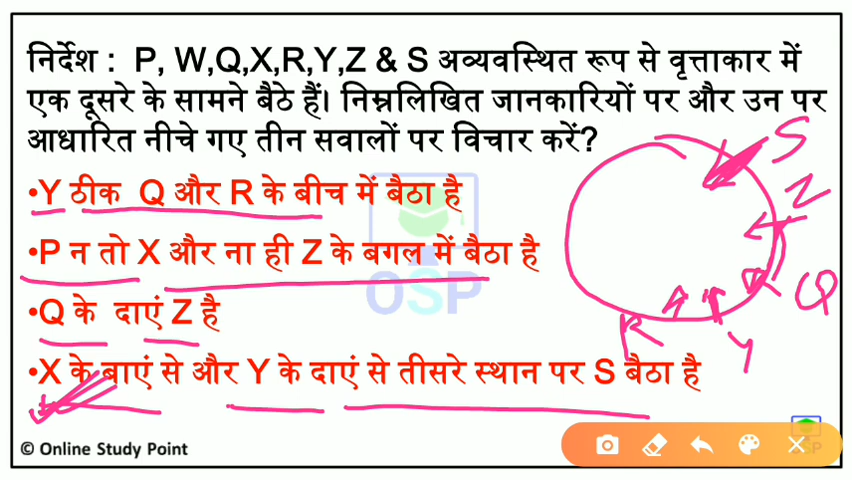 निर्देश : P, W,Q,X,R,Y,Z & S अव्यवस्थित रूप से वृत्ताकार में
एक दूसरे के सामने बैठे हैं। निम्नलिखित जानकारियों पर और उन पर
आधारित नीचे गए तीन सवालों पर विचार करें?
•Y ठीक Q और R के बीच में बैठा है
•P न तो X और ना ही Z के बगल में बैठा है
•Q के दाएं Z है
•X के बाएं से और Y के दाएं से तीसरे स्थान पर S बैठा है
S
Z
Q
Y
R
OSP
© Online Study Point
OSP